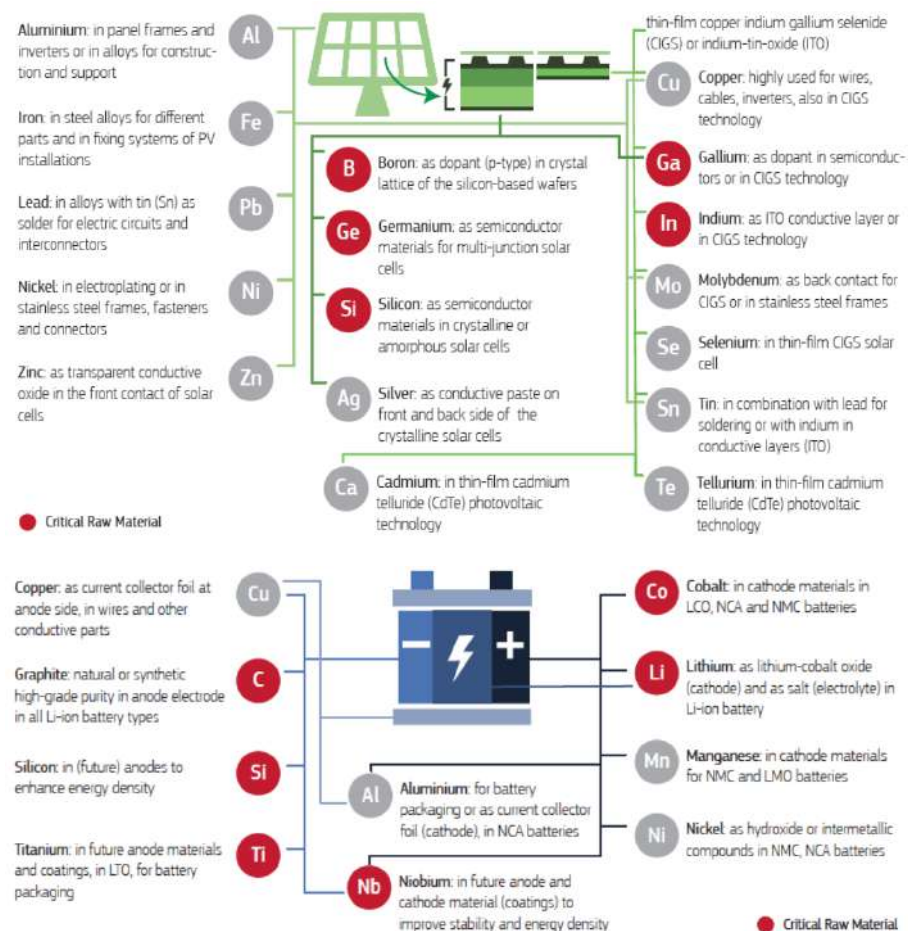 Aluminium: in panel frames and
inverters or in alloys for construc-
tion and support
Al
Iron: in steel alloys for different
parts and in fixing systems of PV
installations
Fe
Lead: in alloys with tin (Sn) as
solder for electric circuits and
interconnectors
Pb
Nickel: in electroplating or in
stainless steel frames, fasteners
and connectors
Ni
Zinc: as transparent conductive
oxide in the front contact of solar
cells
Zn
B
Boron: as dopant (p-type) in crystal
lattice of the silicon-based wafers
Ge
Germanium: as semiconductor
materials for multi-junction solar
cells
Si
Silicon: as semiconductor
materials in crystalline or
amorphous solar cells
Ag
Silver: as conductive paste on
front and back side of the
crystalline solar cells
Ca
Cadmium: in thin-film cadmium
telluride (CdTe) photovoltaic
technology
thin-film copper indium gallium selenide
(CIGS) or indium-tin-oxide (ITO)
Cu
Copper: highly used for wires,
cables, inverters, also in CIGS
technology
Ga
Gallium: as dopant in semiconduc-
tors or in CIGS technology
In
Indium: as ITO conductive layer or
in CIGS technology
Mo
Molybdenum: as back contact for
CIGS or in stainless steel frames
Se
Selenium: in thin-film CIGS solar
cell
Sn
Tin: in combination with lead for
soldering or with indium in
conductive layers (ITO)
Te
Tellurium: in thin-film cadmium
telluride (CdTe) photovoltaic
technology
Critical Raw Material
Copper: as current collector foil at
anode side, in wires and other
conductive parts
Cu
Graphite: natural or synthetic
high-grade purity in anode electrode
in all Li-ion battery types
C
Silicon: in (future) anodes to
enhance energy density
Si
Titanium: in future anode materials
and coatings, in LTO, for battery
packaging
Ti
Al
Aluminium: for battery
packaging or as current collector
foil (cathode), in NCA batteries
Nb
Niobium: in future anode and
cathode material (coatings) to
improve stability and energy density
Co
Cobalt: in cathode materials in
LCO, NCA and NMC batteries
Li
Lithium: as lithium-cobalt oxide
(cathode) and as salt (electrolyte) in
Li-ion battery
Mn
Manganese: in cathode materials
for NMC and LMO batteries
Ni
Nickel: as hydroxide or intermetallic
compounds in NMC, NCA batteries
Critical Raw Material